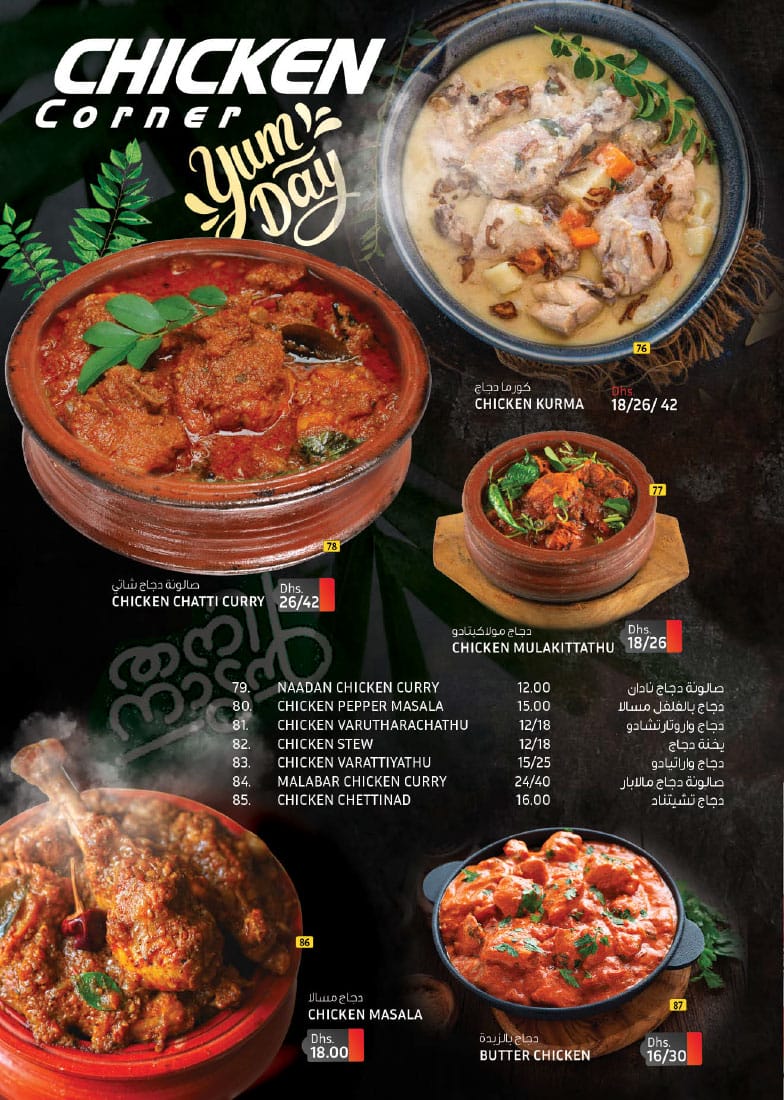 CHICKEN
Corner
Yum
Day
76
كورما دجاج
CHICKEN KURMA
Dhs.
18/26/ 42
77
78
صالونة دجاج شاتي
CHICKEN CHATTI CURRY
Dhs.
26/42
دجاج مولاكيتادو
CHICKEN MULAKITTATHU
Dhs.
18/26
തനി
നാടൻ
79. NAADAN CHICKEN CURRY 12.00 صالونة دجاج نادان
80. CHICKEN PEPPER MASALA 15.00 دجاج بالفلفل مسالا
81. CHICKEN VARUTHARACHATHU 12/18 دجاج واروتارتشادو
82. CHICKEN STEW 12/18 يخنة دجاج
83. CHICKEN VARATTIYATHU 15/25 دجاج واراتيادو
84. MALABAR CHICKEN CURRY 24/40 صالونة دجاج مالابار
85. CHICKEN CHETTINAD 16.00 دجاج تشيتناد
86
دجاج مسالا
CHICKEN MASALA
Dhs.
18.00
87
دجاج بالزبدة
BUTTER CHICKEN
Dhs.
16/30